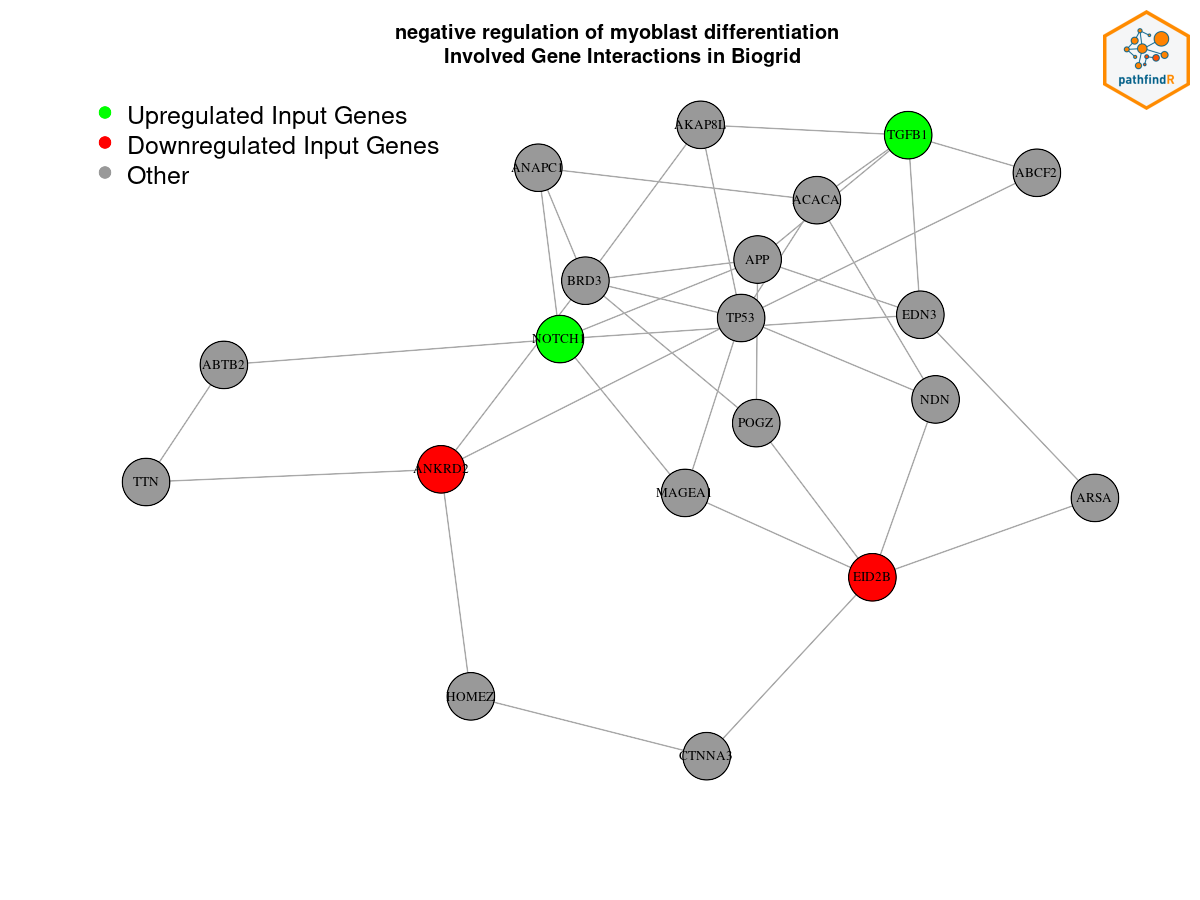 negative regulation of myoblast differentiation
Involved Gene Interactions in Biogrid
pathfindR
Upregulated Input Genes
Downregulated Input Genes
Other
AKAP8L
TGFB1
ANAPC1
ABCF2
ACACA
APP
BRD3
TP53
EDN3
NOTCH1
ABTB2
NDN
POGZ
ANKRD2
TTN
MAGEA1
ARSA
EID2B
HOMEZ
CTNNA3